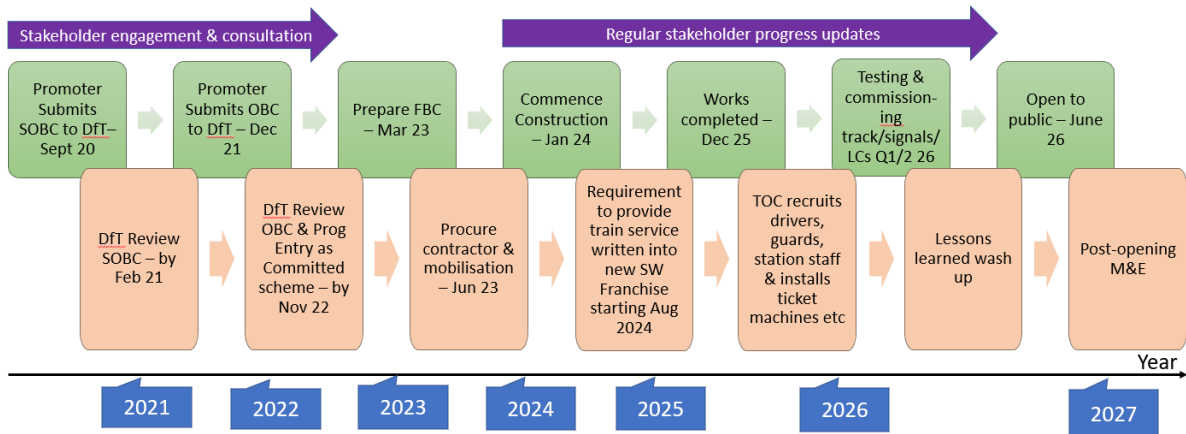 Stakeholder engagement & consultation
Regular stakeholder progress updates
Promoter
Submits
SOBC to DfT–
Sept 20
Promoter
Submits OBC
to DfT – Dec
21
Prepare FBC
– Mar 23
Commence
Construction
– Jan 24
Works
completed –
Dec 25
Testing &
commission-
ing
track/signals/
LCs Q1/2 26
Open to
public – June
26
DfT Review
SOBC – by
Feb 21
DfT Review
OBC & Prog
Entry as
Committed
scheme – by
Nov 22
Procure
contractor &
mobilisation
– Jun 23
Requirement
to provide
train service
written into
new SW
Franchise
starting Aug
2024
TOC recruits
drivers,
guards,
station staff
& installs
ticket
machines etc
Lessons
learned wash
up
Post-opening
M&E
Year
2021
2022
2023
2024
2025
2026
2027